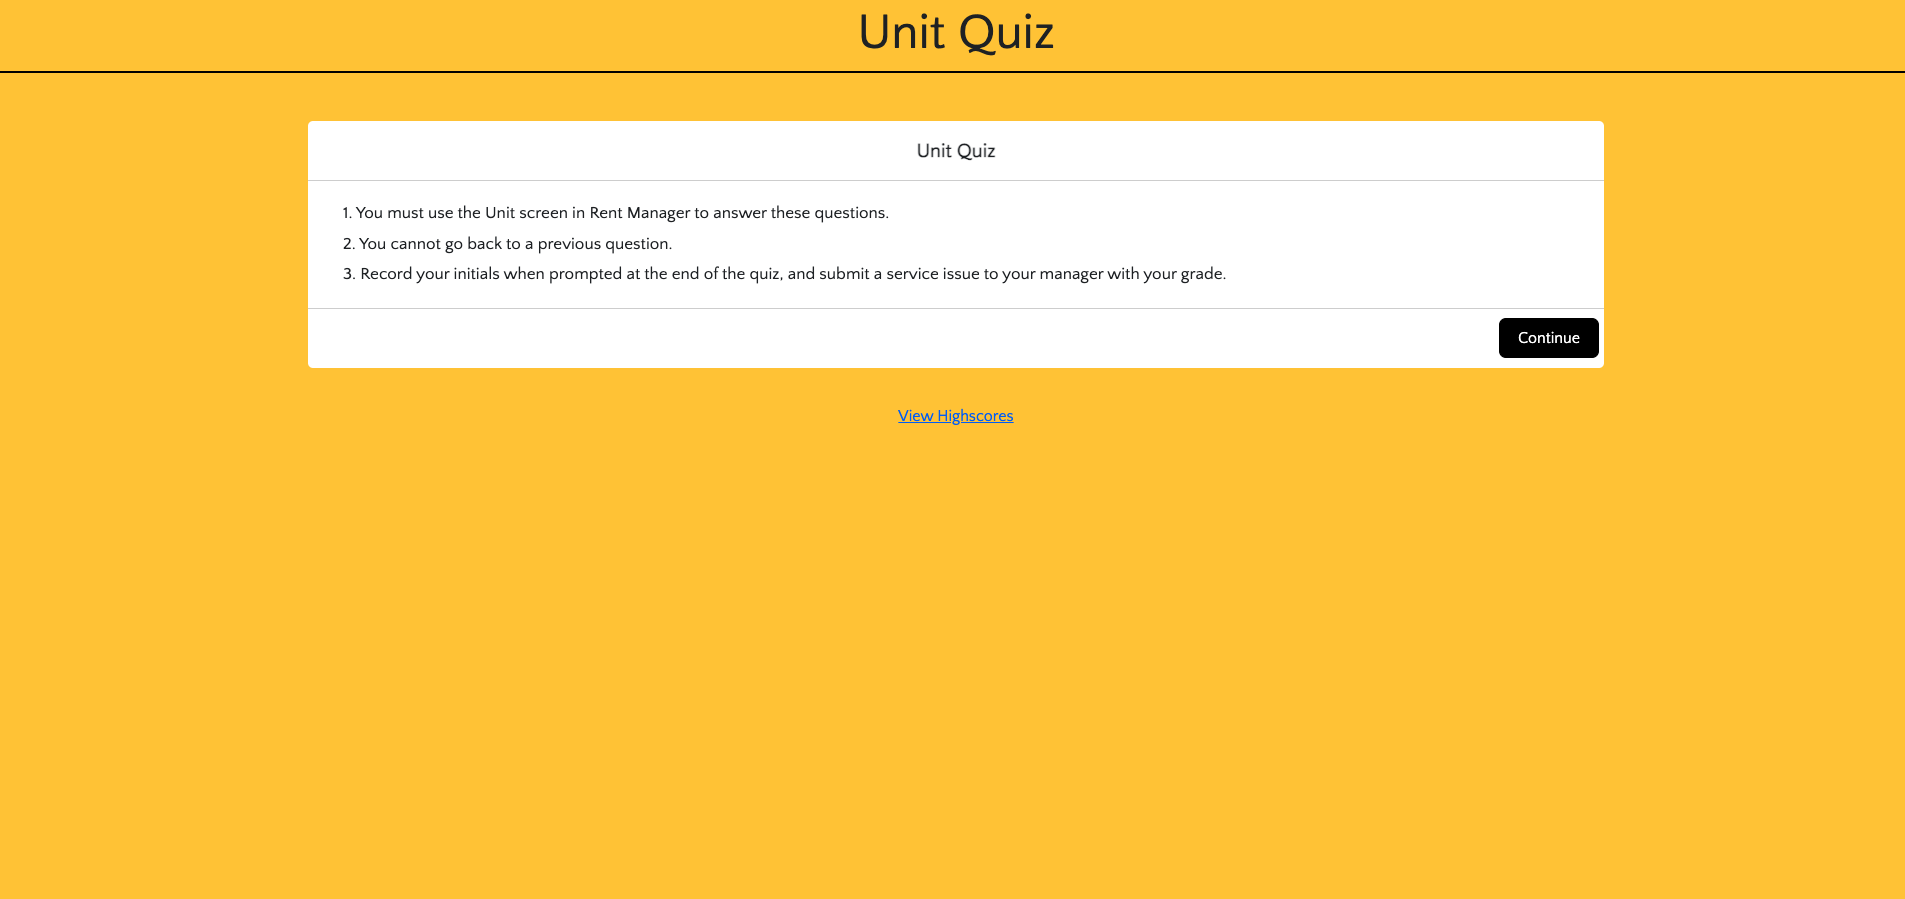 Unit Quiz
Unit Quiz
1. You must use the Unit screen in Rent Manager to answer these questions.
2. You cannot go back to a previous question.
3. Record your initials when prompted at the end of the quiz, and submit a service issue to your manager with your grade.
Continue
View Highscores